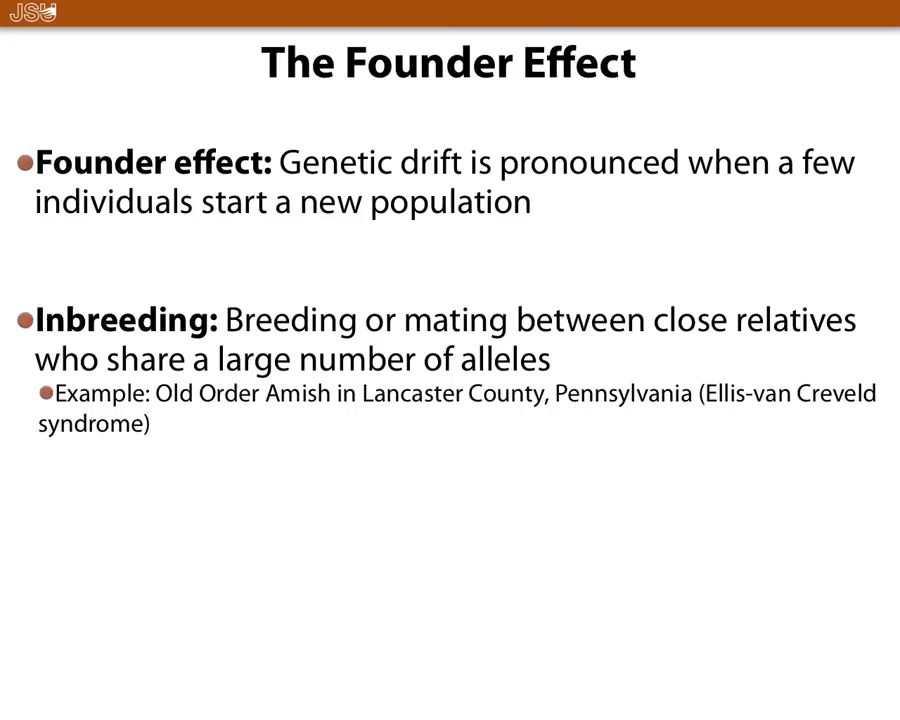 JSU
The Founder Effect
Founder effect: Genetic drift is pronounced when a few
individuals start a new population
Inbreeding: Breeding or mating between close relatives
who share a large number of alleles
Example: Old Order Amish in Lancaster County, Pennsylvania (Ellis-van Creveld
syndrome)